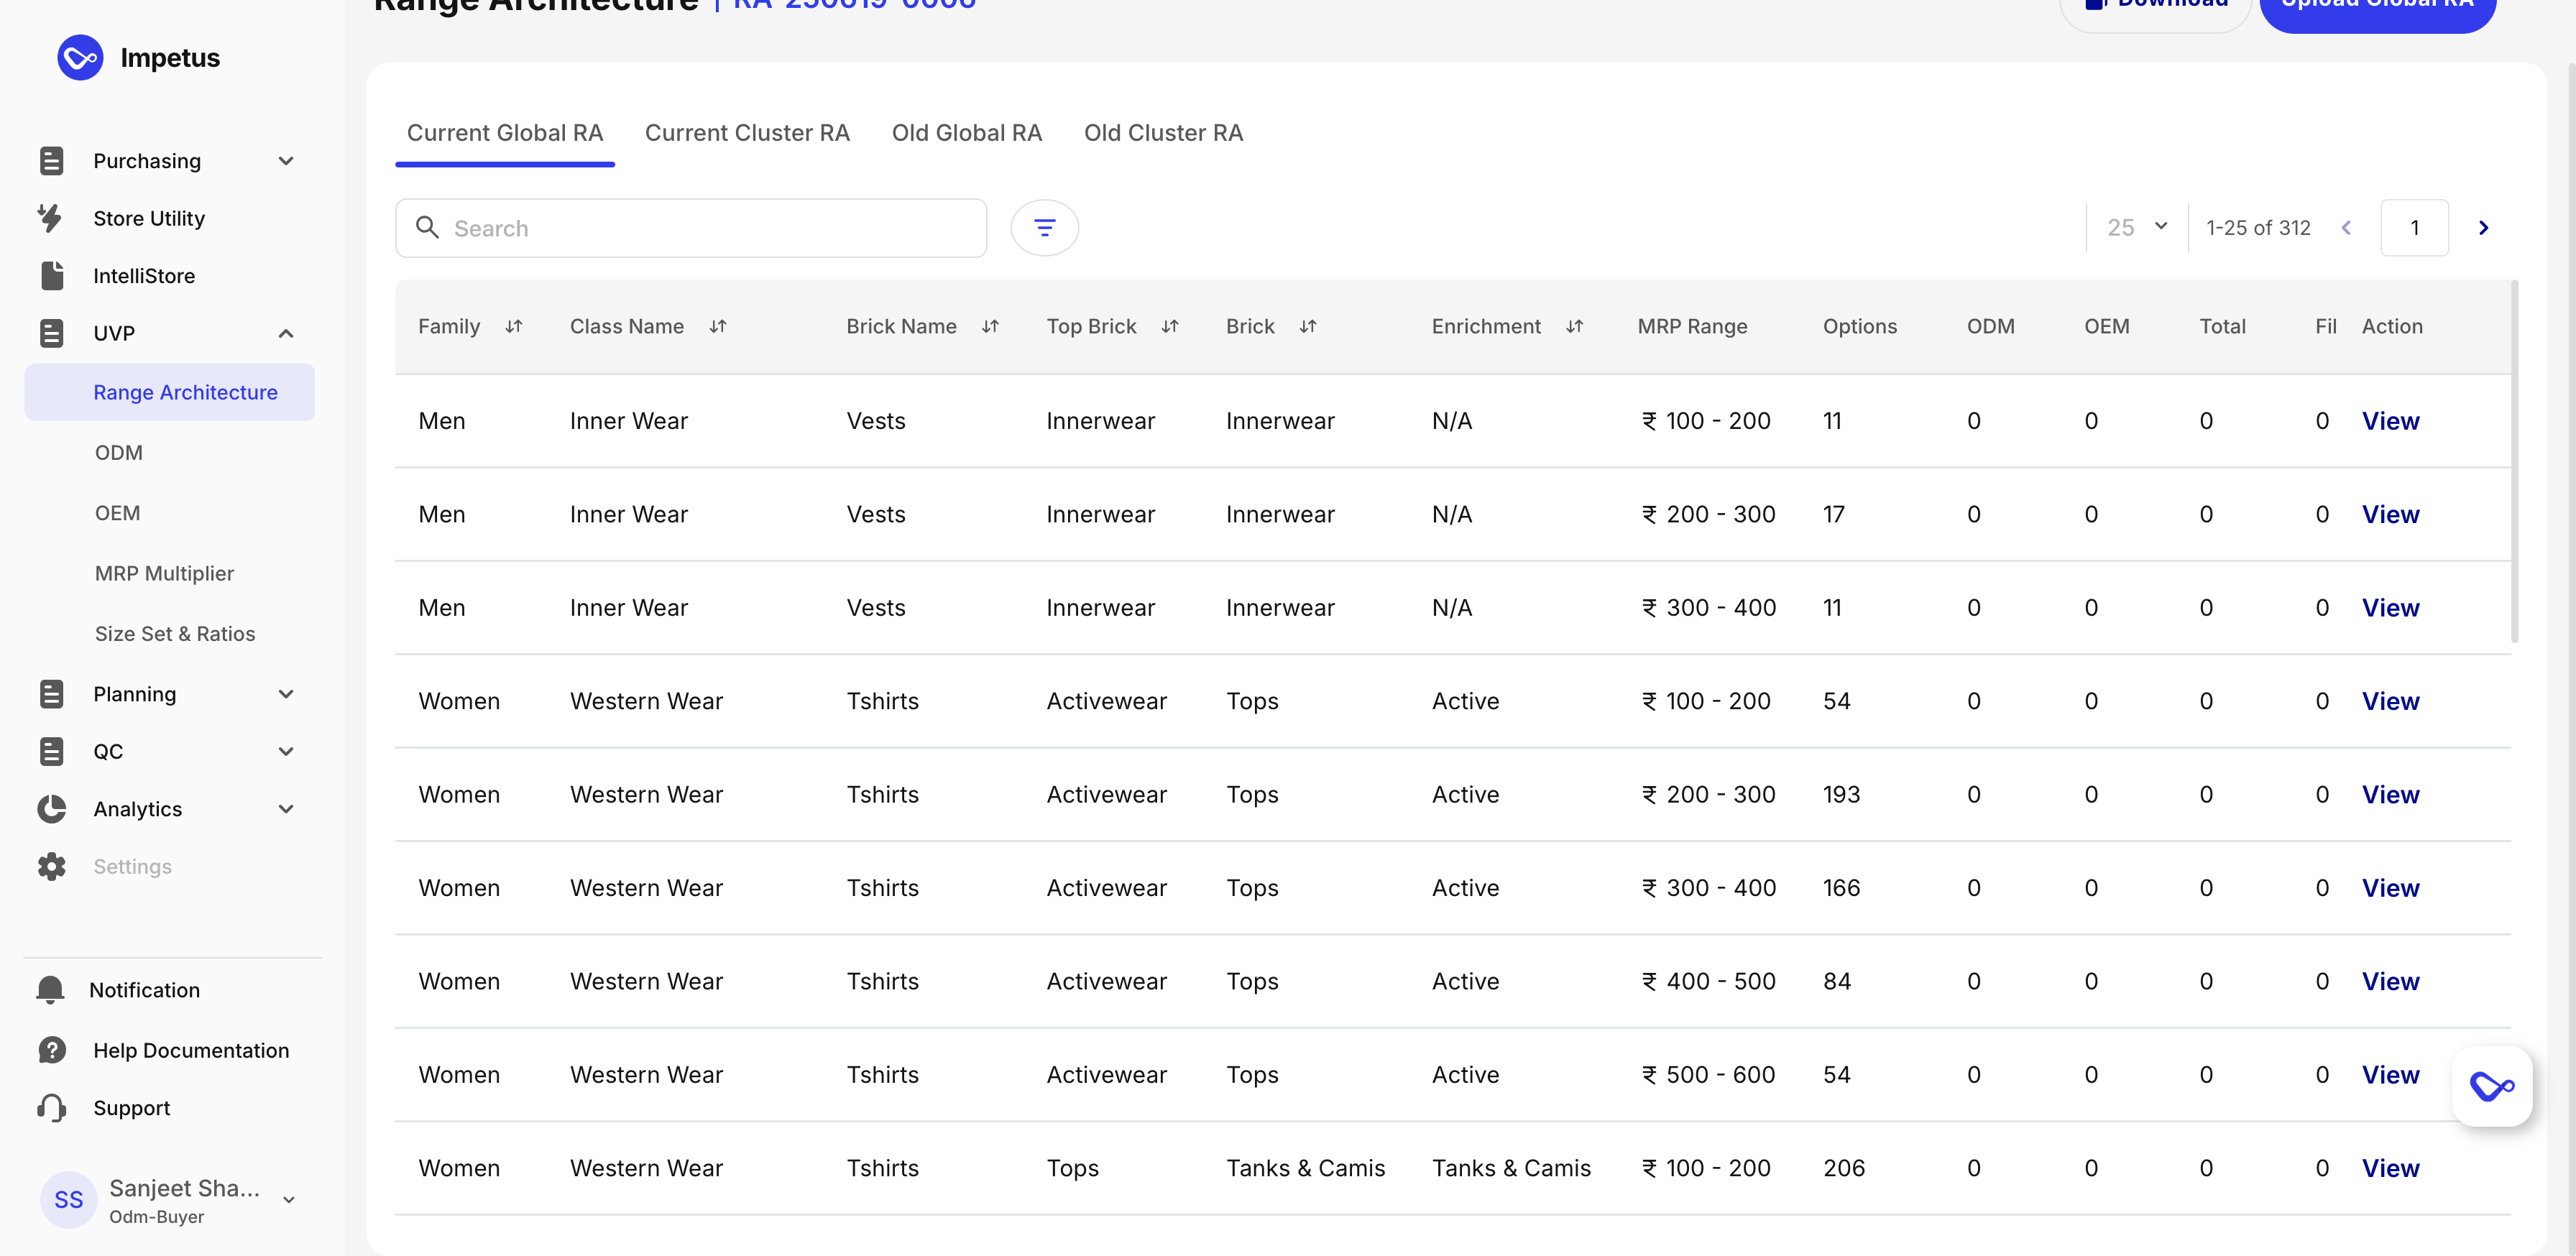 Range Architecture | RA-250619-0006
Download
Upload Global RA
Impetus
Purchasing
Store Utility
IntelliStore
UVP
Range Architecture
ODM
OEM
MRP Multiplier
Size Set & Ratios
Planning
QC
Analytics
Settings
Notification
Help Documentation
Support
SS
Sanjeet Sha...
Odm-Buyer
Current Global RA Current Cluster RA Old Global RA Old Cluster RA
Search
25 1-25 of 312 1
Family Class Name Brick Name Top Brick Brick Enrichment MRP Range Options ODM OEM Total Fil Action
Men Inner Wear Vests Innerwear Innerwear N/A ₹ 100 - 200 11 0 0 0 0 View
Men Inner Wear Vests Innerwear Innerwear N/A ₹ 200 - 300 17 0 0 0 0 View
Men Inner Wear Vests Innerwear Innerwear N/A ₹ 300 - 400 11 0 0 0 0 View
Women Western Wear Tshirts Activewear Tops Active ₹ 100 - 200 54 0 0 0 0 View
Women Western Wear Tshirts Activewear Tops Active ₹ 200 - 300 193 0 0 0 0 View
Women Western Wear Tshirts Activewear Tops Active ₹ 300 - 400 166 0 0 0 0 View
Women Western Wear Tshirts Activewear Tops Active ₹ 400 - 500 84 0 0 0 0 View
Women Western Wear Tshirts Activewear Tops Active ₹ 500 - 600 54 0 0 0 0 View
Women Western Wear Tshirts Tops Tanks & Camis Tanks & Camis ₹ 100 - 200 206 0 0 0 0 View